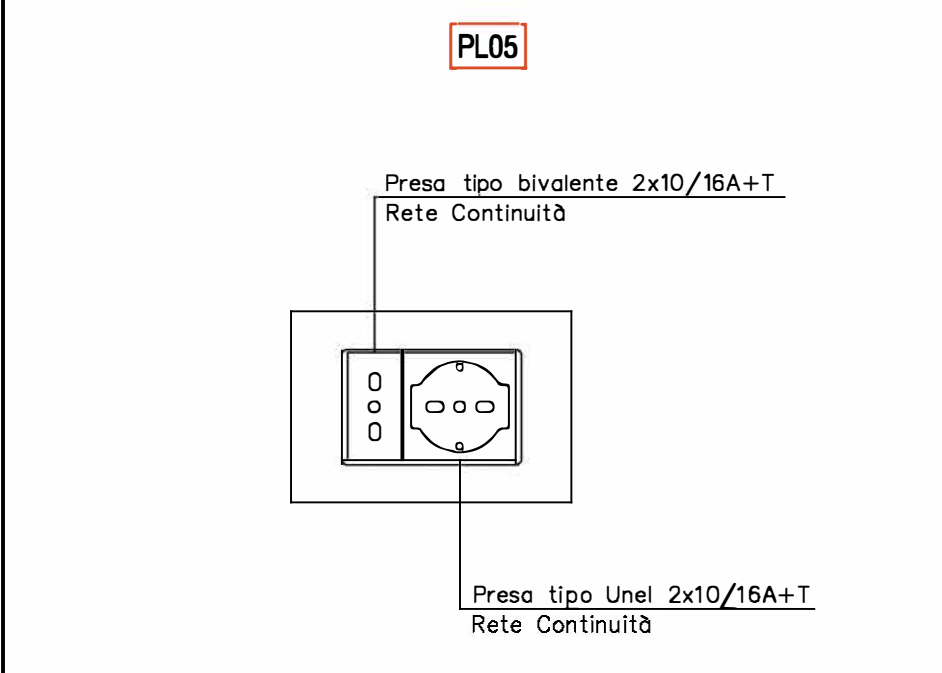 PL05
Presa tipo bivalente 2x10/16A+T
Rete Continuità
Presa tipo Unel 2x10/16A+T
Rete Continuità